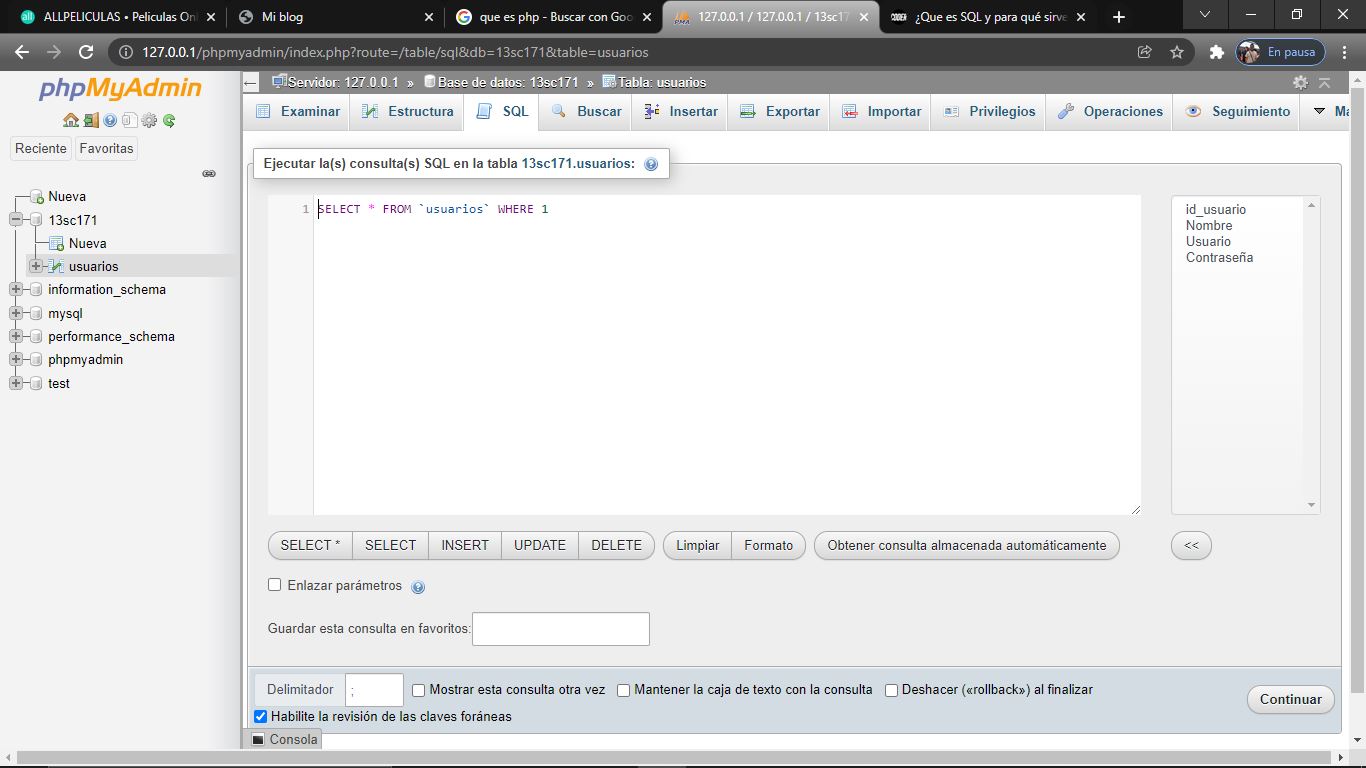 ALLPELICULAS • Peliculas Onl
Mi blog
que es php - Buscar con Goo
127.0.0.1 / 127.0.0.1 / 13sc17
¿Que es SQL y para qué sirve
127.0.0.1/phpmyadmin/index.php?route=/table/sql&db=13sc171&table=usuarios
En pausa
phpMyAdmin
Reciente
Favoritas
Nueva
13sc171
Nueva
usuarios
information_schema
mysql
performance_schema
phpmyadmin
test
Servidor: 127.0.0.1 » Base de datos: 13sc171 » Tabla: usuarios
Examinar
Estructura
SQL
Buscar
Insertar
Exportar
Importar
Privilegios
Operaciones
Seguimiento
Má
Ejecutar la(s) consulta(s) SQL en la tabla 13sc171.usuarios:
1 SELECT * FROM `usuarios` WHERE 1
id_usuario
Nombre
Usuario
Contraseña
SELECT *
SELECT
INSERT
UPDATE
DELETE
Limpiar
Formato
Obtener consulta almacenada automáticamente
<<
Enlazar parámetros
Guardar esta consulta en favoritos:
Delimitador
;
Mostrar esta consulta otra vez
Mantener la caja de texto con la consulta
Deshacer («rollback») al finalizar
Continuar
Habilite la revisión de las claves foráneas
Consola